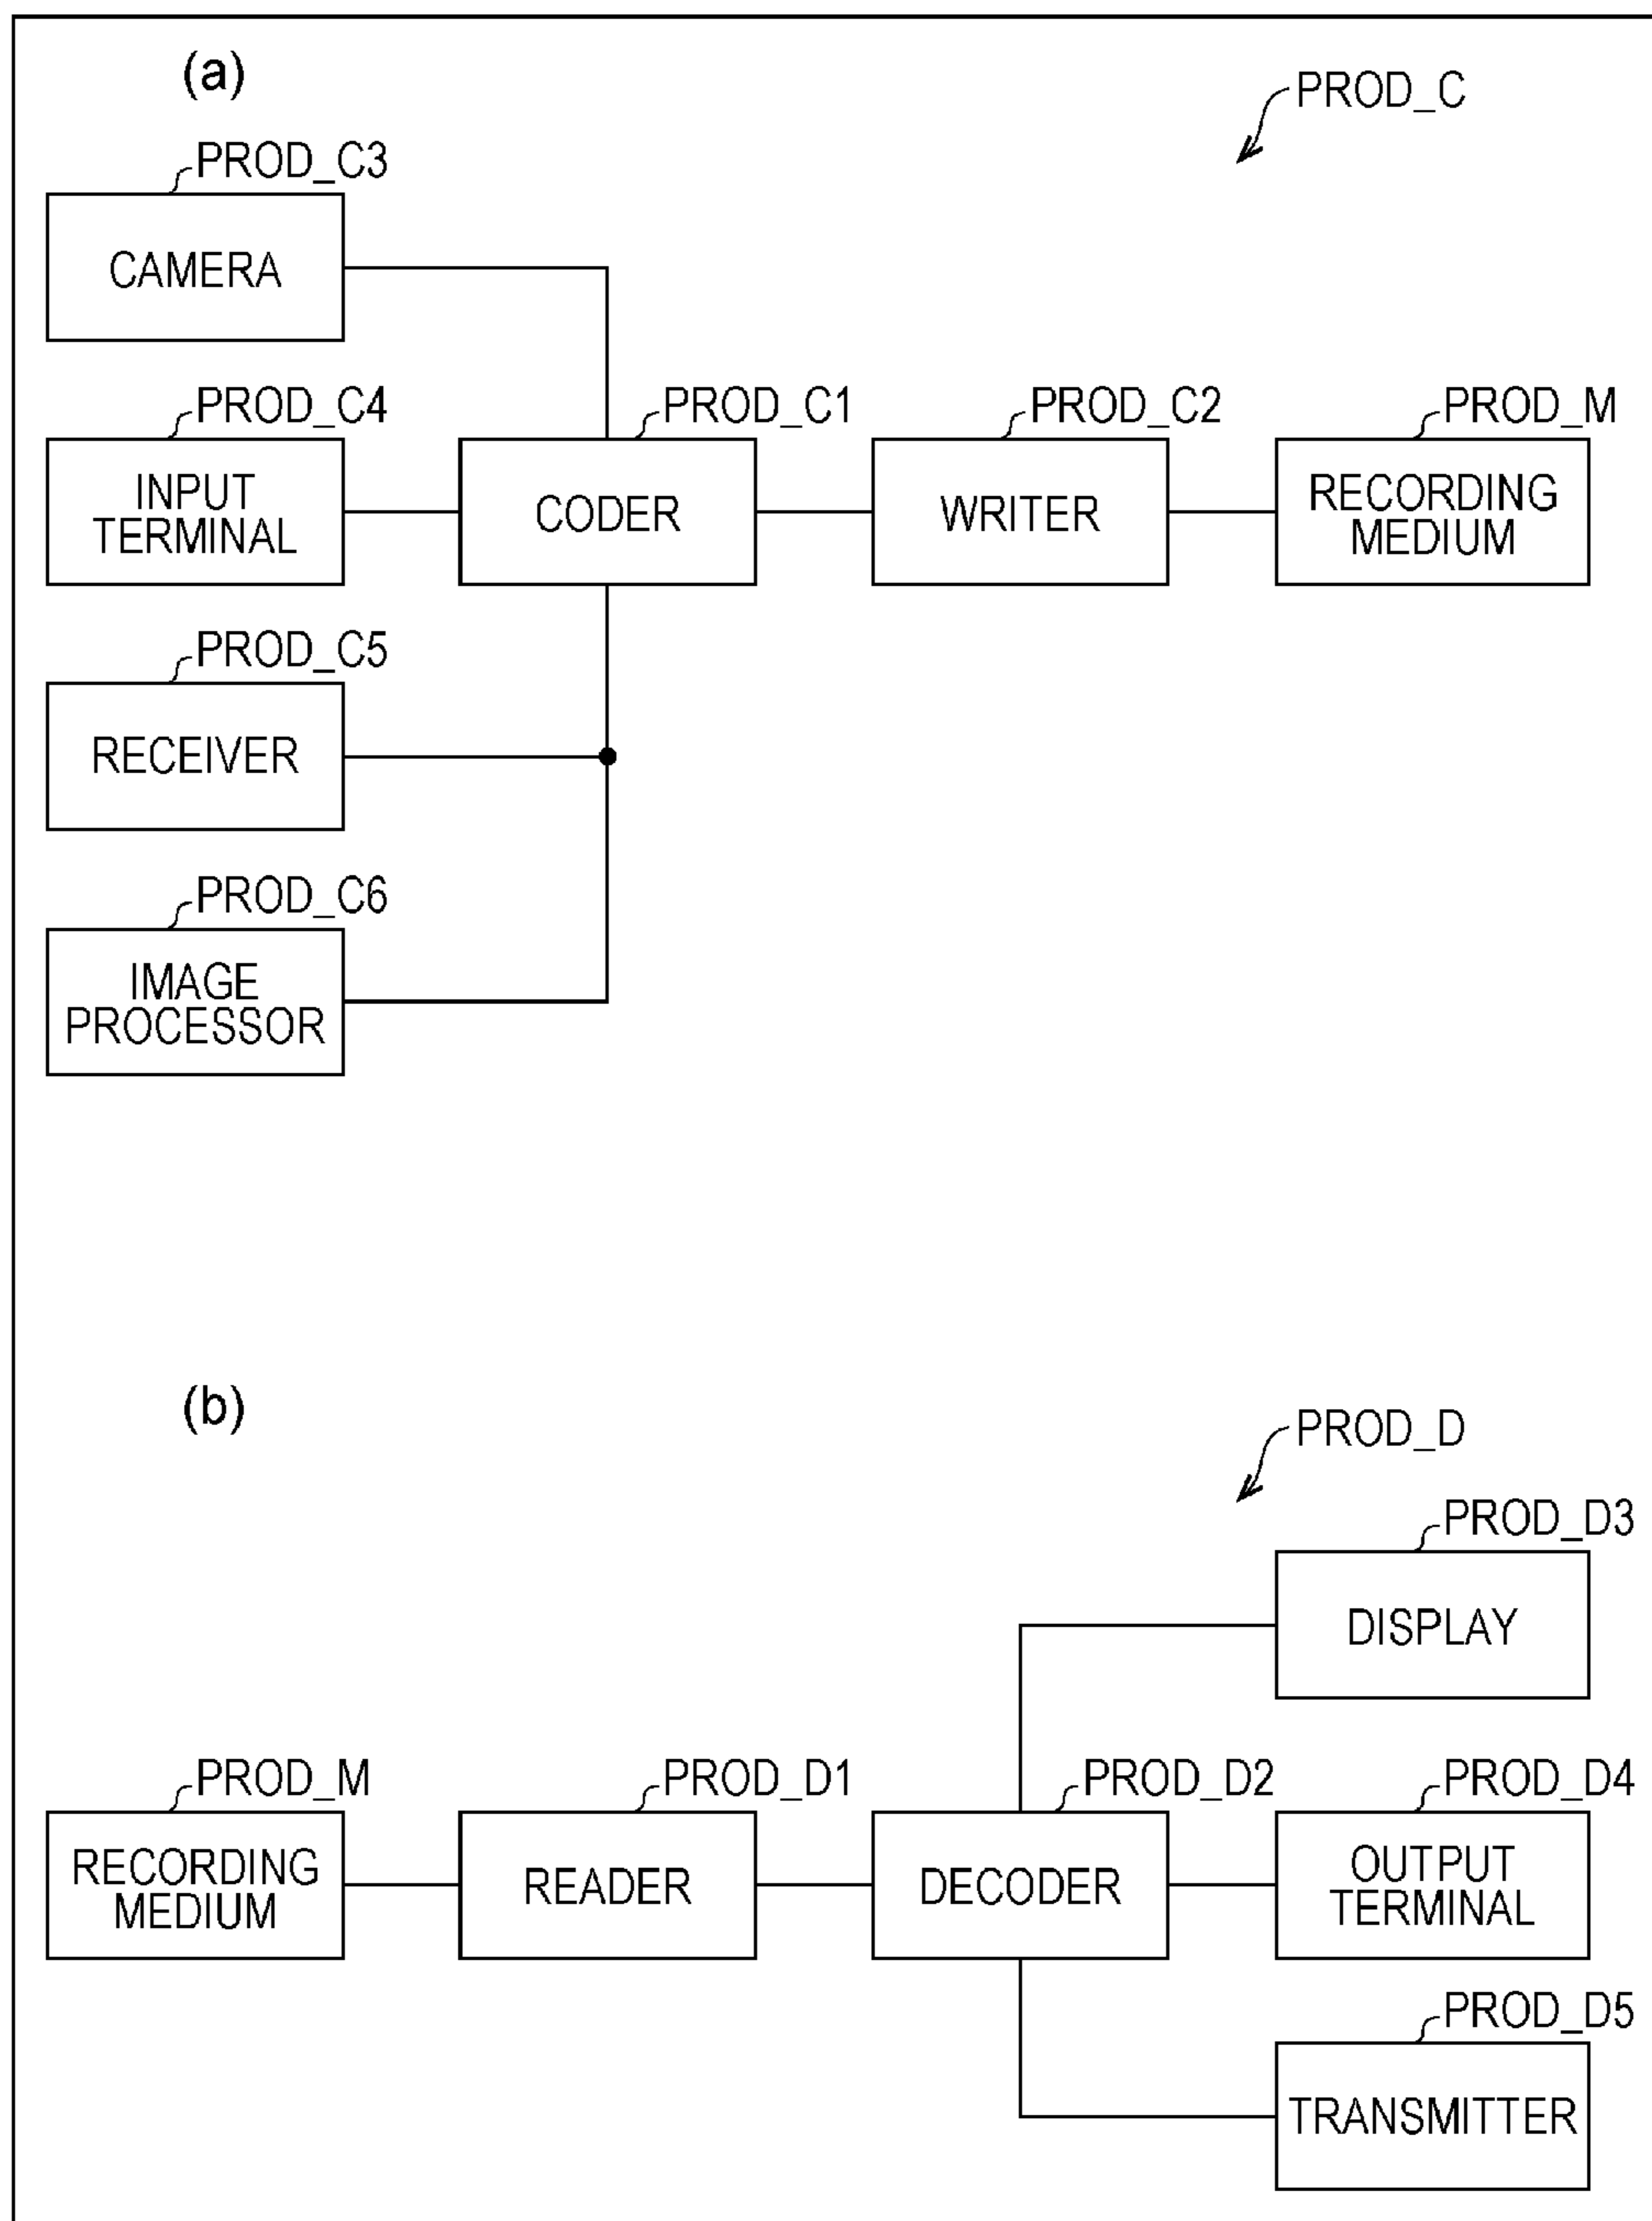 (a)
PROD_C
PROD_C3
CAMERA
PROD_C4
INPUT
TERMINAL
PROD_C1
CODER
PROD_C2
WRITER
PROD_M
RECORDING
MEDIUM
PROD_C5
RECEIVER
PROD_C6
IMAGE
PROCESSOR
(b)
PROD_D
PROD_D3
DISPLAY
PROD_M
RECORDING
MEDIUM
PROD_D1
READER
PROD_D2
DECODER
PROD_D4
OUTPUT
TERMINAL
PROD_D5
TRANSMITTER